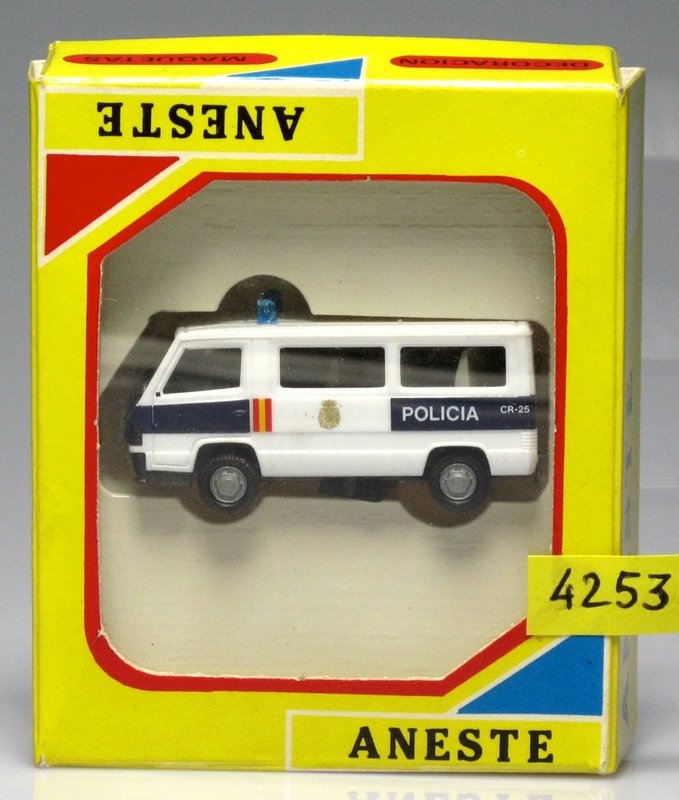 MAQUETAS
DECORACION
ANESTE
POLICIA CR-25
4253
ANESTE